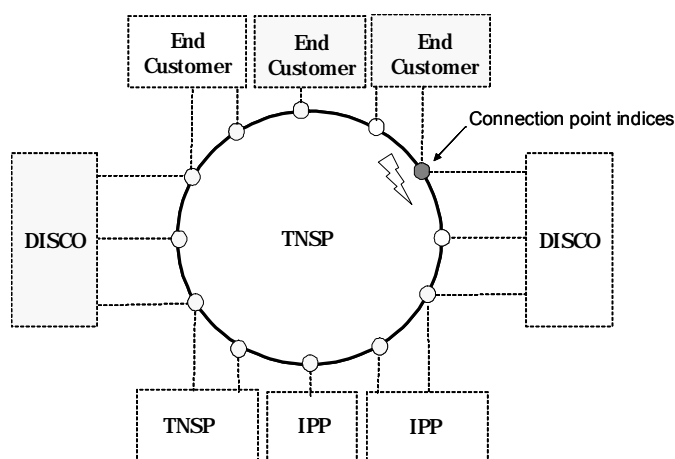 End
Customer
End
Customer
End
Customer
Connection point indices
DISCO
TNSP
DISCO
TNSP
IPP
IPP